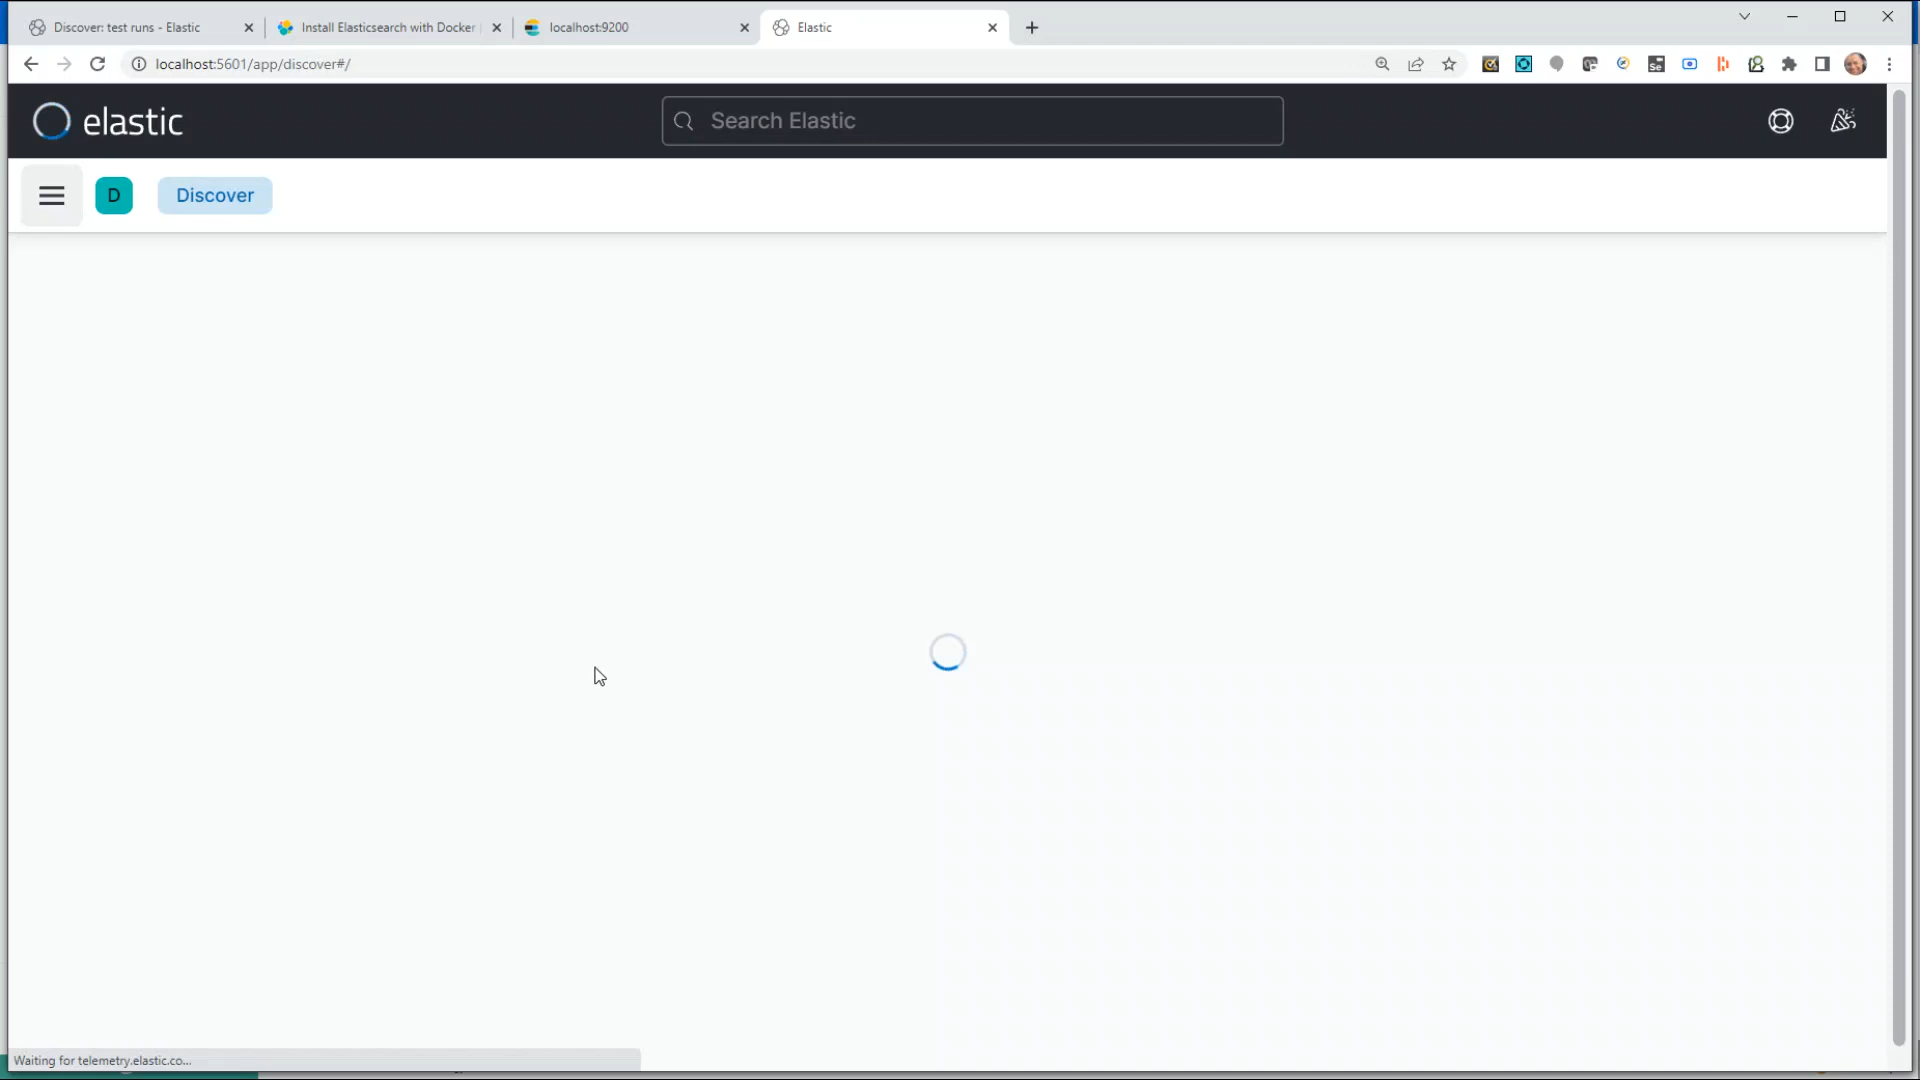 Discover: test runs - Elastic
Install Elasticsearch with Docker
localhost:9200
Elastic
localhost:5601/app/discover#/
elastic
Search Elastic
D
Discover
Waiting for telemetry.elastic.co...